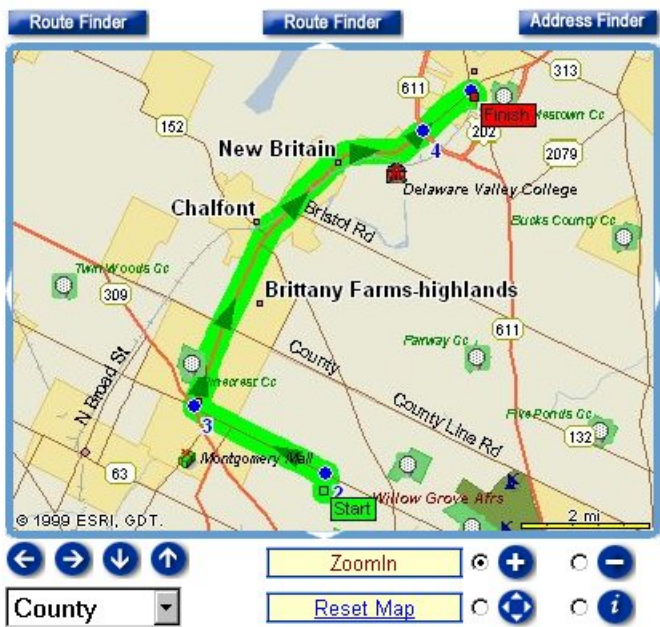 Route Finder
Route Finder
Address Finder
611
313
Finish
lestown Cc
152
202
4
2079
New Britain
Delaware Valley College
Chalfont
Bristol Rd
Bucks County Cc
Twin Woods Gc
309
Brittany Farms-highlands
611
N Broad St
County
Fairway Gc
inecrest Cc
County Line Rd
3
Five Ponds Gc
132
63
Montgomery Mall
2
Willow Grove Afrs
Start
© 1999 ESRI, GDT.
2 mi
ZoomIn
County
Reset Map